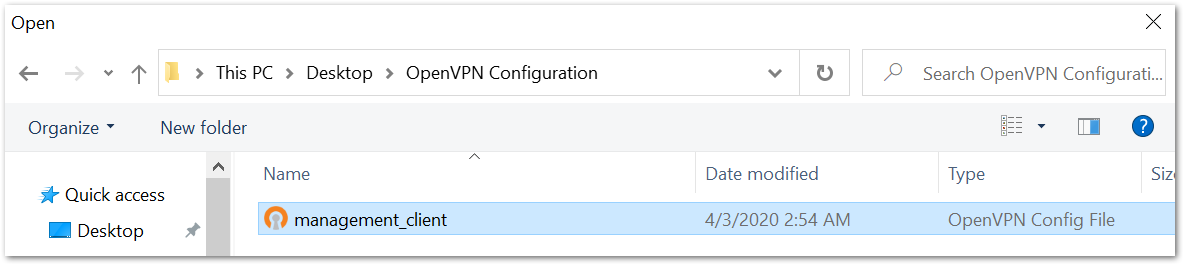 Open
This PC Desktop OpenVPN Configuration Search OpenVPN Configurati...
Organize New folder ?
Name Date modified Type Siz
Quick access
management_client 4/3/2020 2:54 AM OpenVPN Config File
Desktop